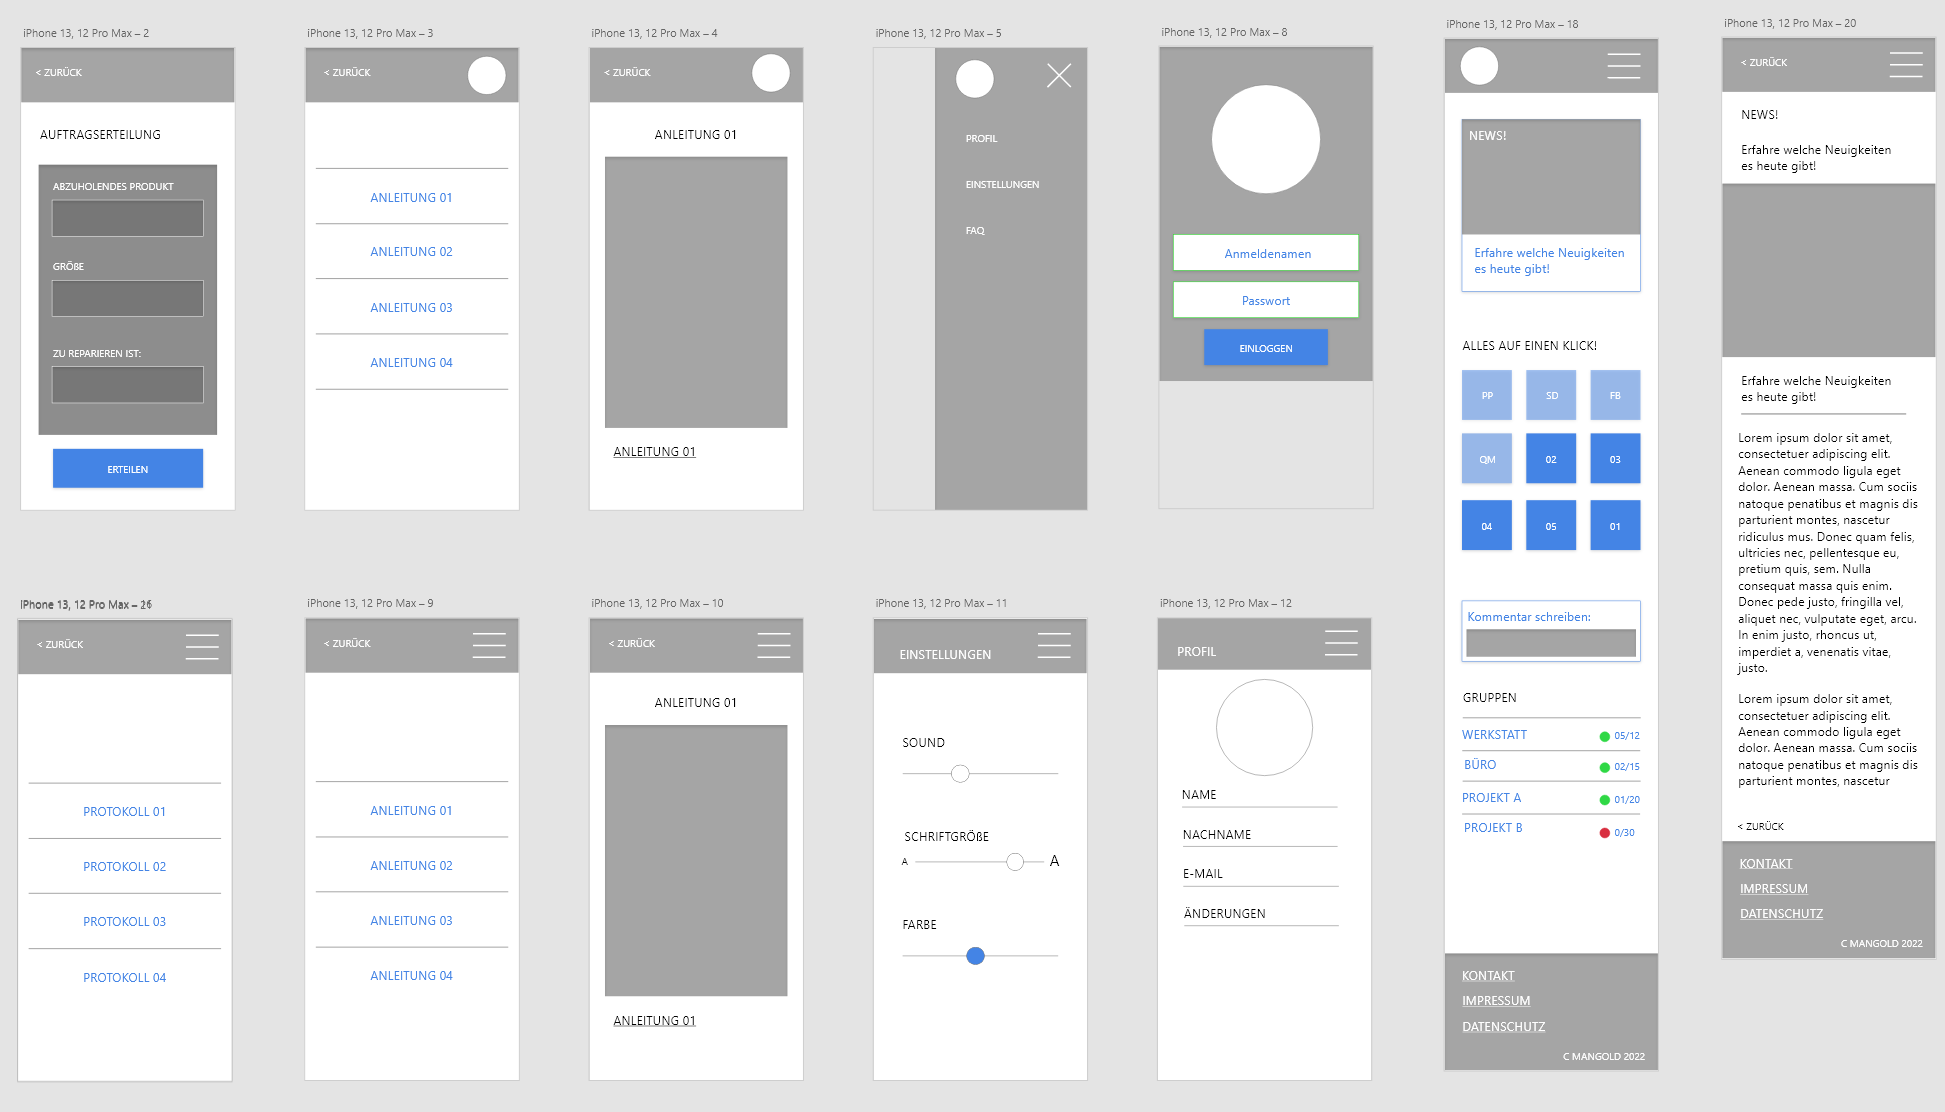 iPhone 13, 12 Pro Max – 2
< ZURÜCK
AUFTRAGSERTEILUNG
ABZUHOLENDES PRODUKT
GRÖßE
ZU REPARIEREN IST:
ERTEILEN
iPhone 13, 12 Pro Max – 3
< ZURÜCK
ANLEITUNG 01
ANLEITUNG 02
ANLEITUNG 03
ANLEITUNG 04
iPhone 13, 12 Pro Max – 4
< ZURÜCK
ANLEITUNG 01
ANLEITUNG 01
iPhone 13, 12 Pro Max – 5
PROFIL
EINSTELLUNGEN
FAQ
iPhone 13, 12 Pro Max – 8
Anmeldenamen
Passwort
EINLOGGEN
iPhone 13, 12 Pro Max – 18
NEWS!
Erfahre welche Neuigkeiten
es heute gibt!
ALLES AUF EINEN KLICK!
PP
SD
FB
QM
02
03
04
05
01
Kommentar schreiben:
GRUPPEN
WERKSTATT 05/12
BÜRO 02/15
PROJEKT A 01/20
PROJEKT B 0/30
KONTAKT
IMPRESSUM
DATENSCHUTZ
C MANGOLD 2022
iPhone 13, 12 Pro Max – 20
< ZURÜCK
NEWS!
Erfahre welche Neuigkeiten
es heute gibt!
Erfahre welche Neuigkeiten
es heute gibt!
Lorem ipsum dolor sit amet,
consectetuer adipiscing elit.
Aenean commodo ligula eget
dolor. Aenean massa. Cum sociis
natoque penatibus et magnis dis
parturient montes, nascetur
ridiculus mus. Donec quam felis,
ultricies nec, pellentesque eu,
pretium quis, sem. Nulla
consequat massa quis enim.
Donec pede justo, fringilla vel,
aliquet nec, vulputate eget, arcu.
In enim justo, rhoncus ut,
imperdiet a, venenatis vitae,
justo.
Lorem ipsum dolor sit amet,
consectetuer adipiscing elit.
Aenean commodo ligula eget
dolor. Aenean massa. Cum sociis
natoque penatibus et magnis dis
parturient montes, nascetur
< ZURÜCK
KONTAKT
IMPRESSUM
DATENSCHUTZ
C MANGOLD 2022
iPhone 13, 12 Pro Max –
< ZURÜCK
PROTOKOLL 01
PROTOKOLL 02
PROTOKOLL 03
PROTOKOLL 04
iPhone 13, 12 Pro Max – 9
< ZURÜCK
ANLEITUNG 01
ANLEITUNG 02
ANLEITUNG 03
ANLEITUNG 04
iPhone 13, 12 Pro Max – 10
< ZURÜCK
ANLEITUNG 01
ANLEITUNG 01
iPhone 13, 12 Pro Max – 11
EINSTELLUNGEN
SOUND
SCHRIFTGRÖßE
A A
FARBE
iPhone 13, 12 Pro Max – 12
PROFIL
NAME
NACHNAME
E-MAIL
ÄNDERUNGEN